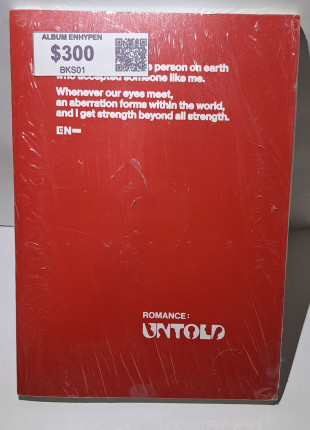 ALBUM ENHYPEN
$300
BKS01
person on earth
who accepted someone like me.
Whenever our eyes meet,
an aberration forms within the world,
and I get strength beyond all strength.
EN-
ROMANCE:
UNTOLD